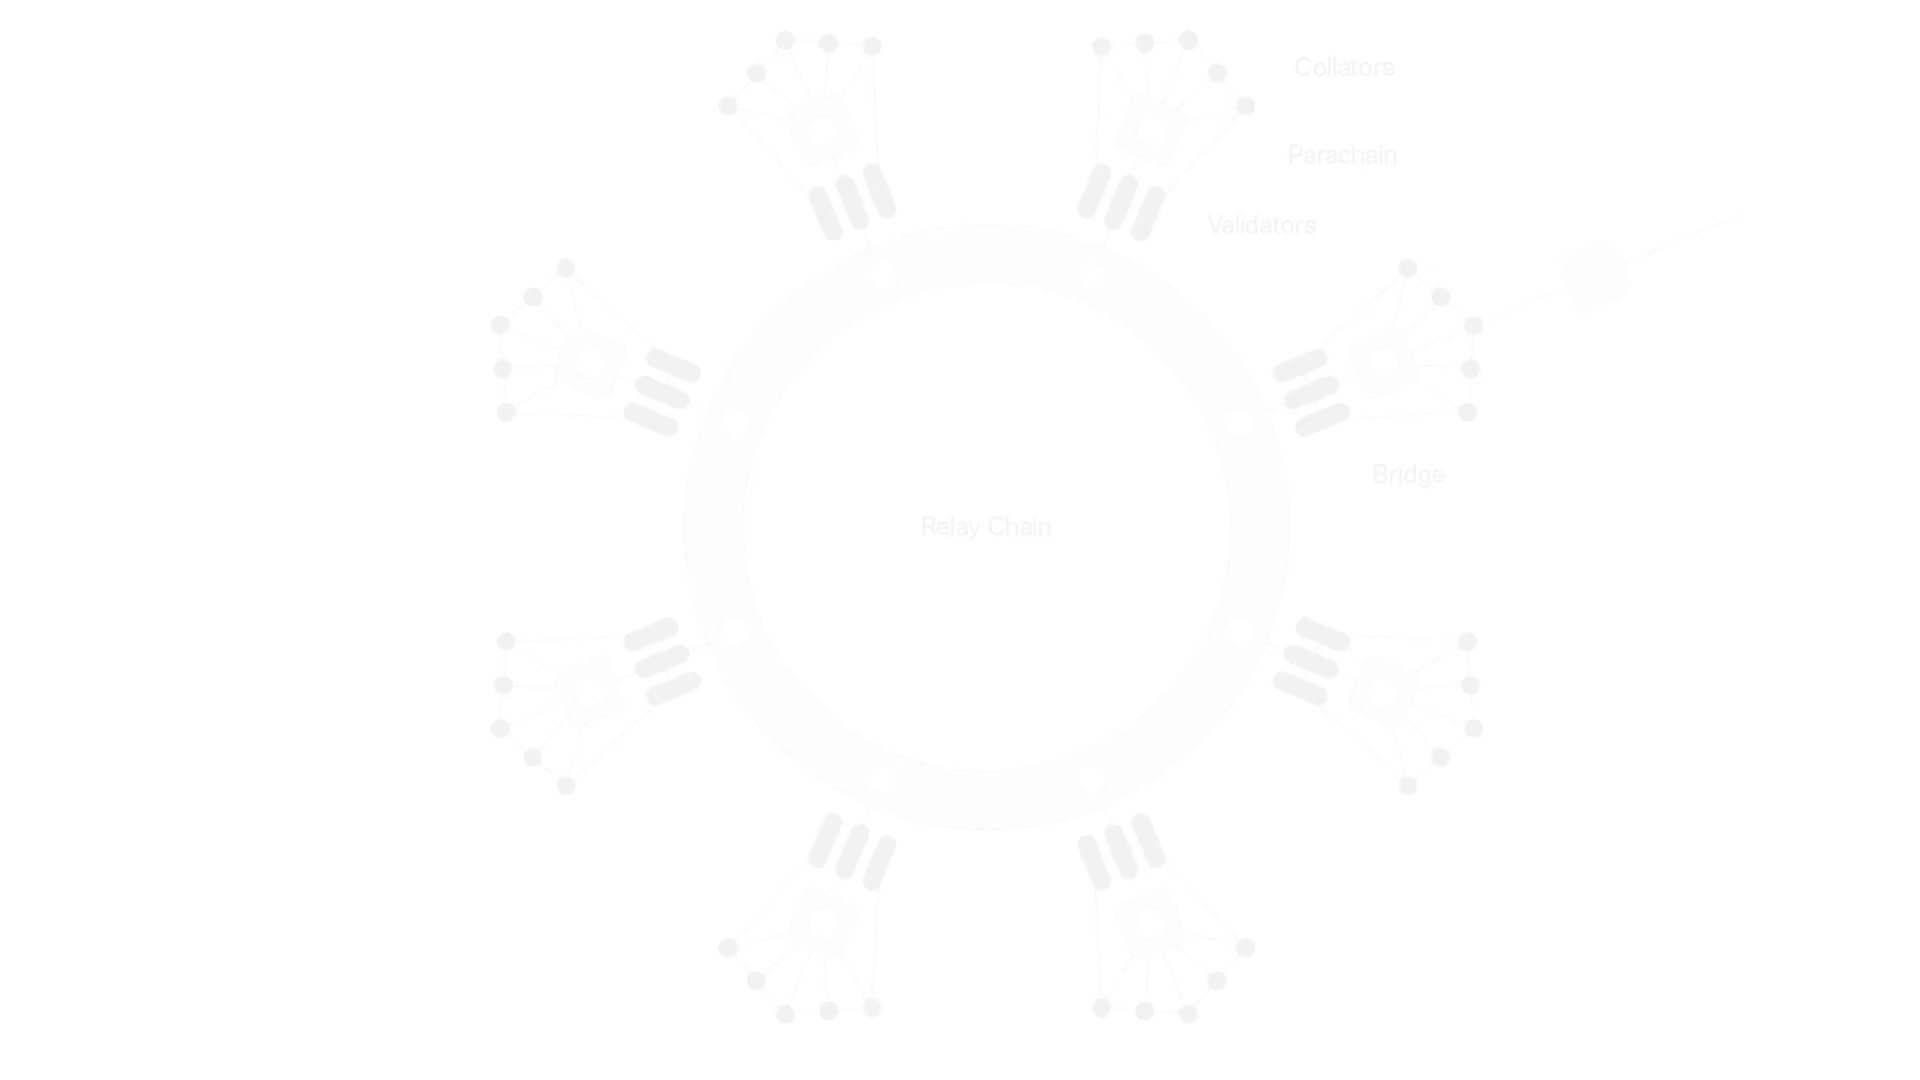 Collators
Parachain
Validators
Bridge
Relay Chain